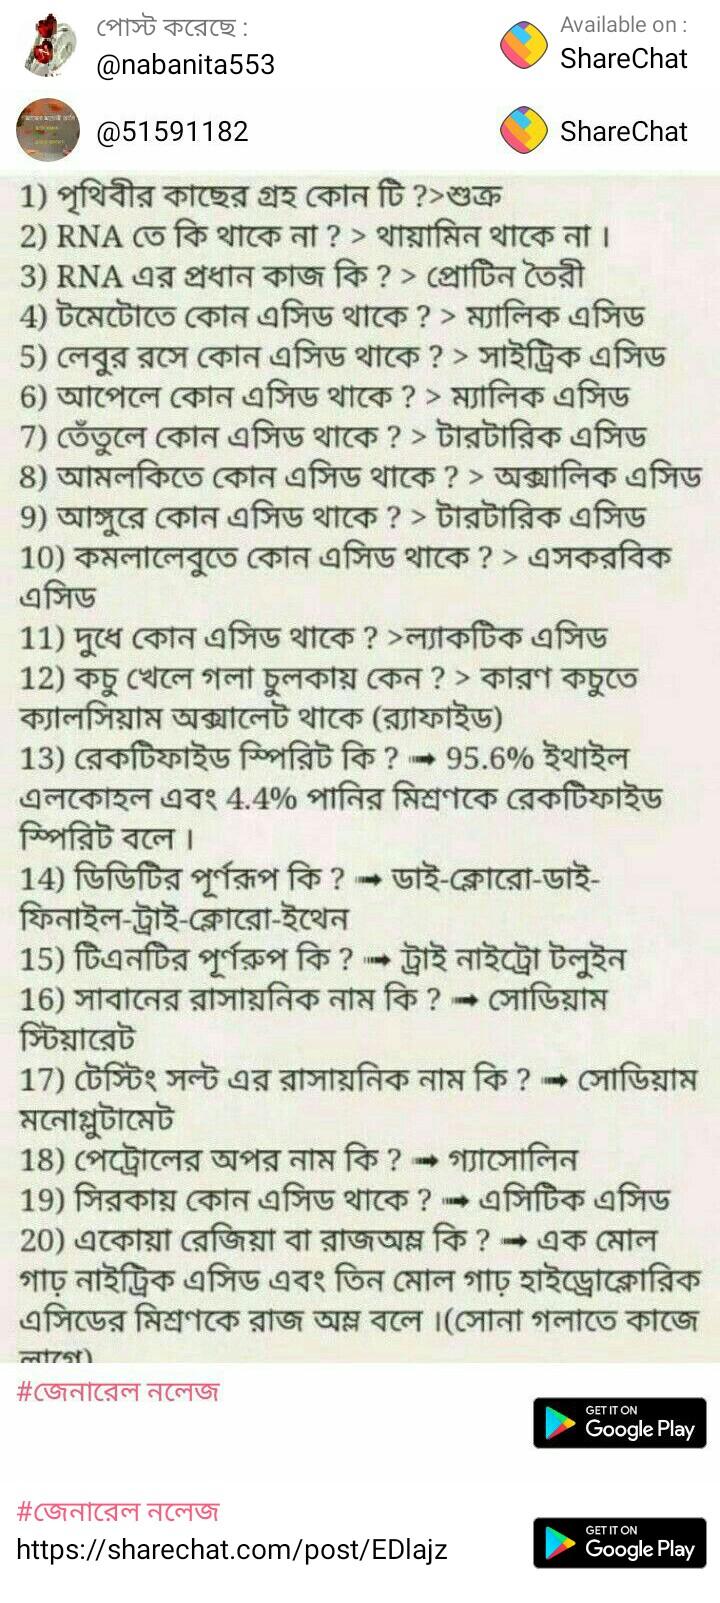 পোস্ট করেছে :
@nabanita553
Available on :
ShareChat
@51591182
ShareChat
1) পৃথিবীর কাছের গ্রহ কোন টি ?>শুক্র
2) RNA তে কি থাকে না ? > থায়ামিন থাকে না ।
3) RNA এর প্রধান কাজ কি ? > প্রোটিন তৈরী
4) টমেটোতে কোন এসিড থাকে ? > ম্যালিক এসিড
5) লেবুর রসে কোন এসিড থাকে ? > সাইট্রিক এসিড
6) আপেলে কোন এসিড থাকে ? > ম্যালিক এসিড
7) তেঁতুলে কোন এসিড থাকে ? > টারটারিক এসিড
8) আমলকিতে কোন এসিড থাকে ? > অক্সালিক এসিড
9) আঙ্গুরে কোন এসিড থাকে ? > টারটারিক এসিড
10) কমলালেবুতে কোন এসিড থাকে ? > এসকরবিক
এসিড
11) দুধে কোন এসিড থাকে ? >ল্যাকটিক এসিড
12) কচু খেলে গলা চুলকায় কেন ? > কারণ কচুতে
ক্যালসিয়াম অক্সালেট থাকে (র‍্যাফাইড)
13) রেকটিফাইড স্পিরিট কি ? ➟ 95.6% ইথাইল
এলকোহল এবং 4.4% পানির মিশ্রণকে রেকটিফাইড
স্পিরিট বলে ।
14) ডিডিটির পূর্ণরূপ কি ? ➟ ডাই-ক্লোরো-ডাই-
ফিনাইল-ট্রাই-ক্লোরো-ইথেন
15) টিএনটির পূর্ণরুপ কি ? ➟ ট্রাই নাইট্রো টলুইন
16) সাবানের রাসায়নিক নাম কি ? ➟ সোডিয়াম
স্টিয়ারেট
17) টেস্টিং সল্ট এর রাসায়নিক নাম কি ? ➟ সোডিয়াম
মনোগ্লুটামেট
18) পেট্রোলের অপর নাম কি ? ➟ গ্যাসোলিন
19) সিরকায় কোন এসিড থাকে ? ➟ এসিটিক এসিড
20) একোয়া রেজিয়া বা রাজঅম্ল কি ? ➟ এক মোল
গাঢ় নাইট্রিক এসিড এবং তিন মোল গাঢ় হাইড্রোক্লোরিক
এসিডের মিশ্রণকে রাজ অম্ল বলে ।(সোনা গলাতে কাজে
লাগে)
#জেনারেল নলেজ
GET IT ON
Google Play
#জেনারেল নলেজ
https://sharechat.com/post/EDlajz
GET IT ON
Google Play